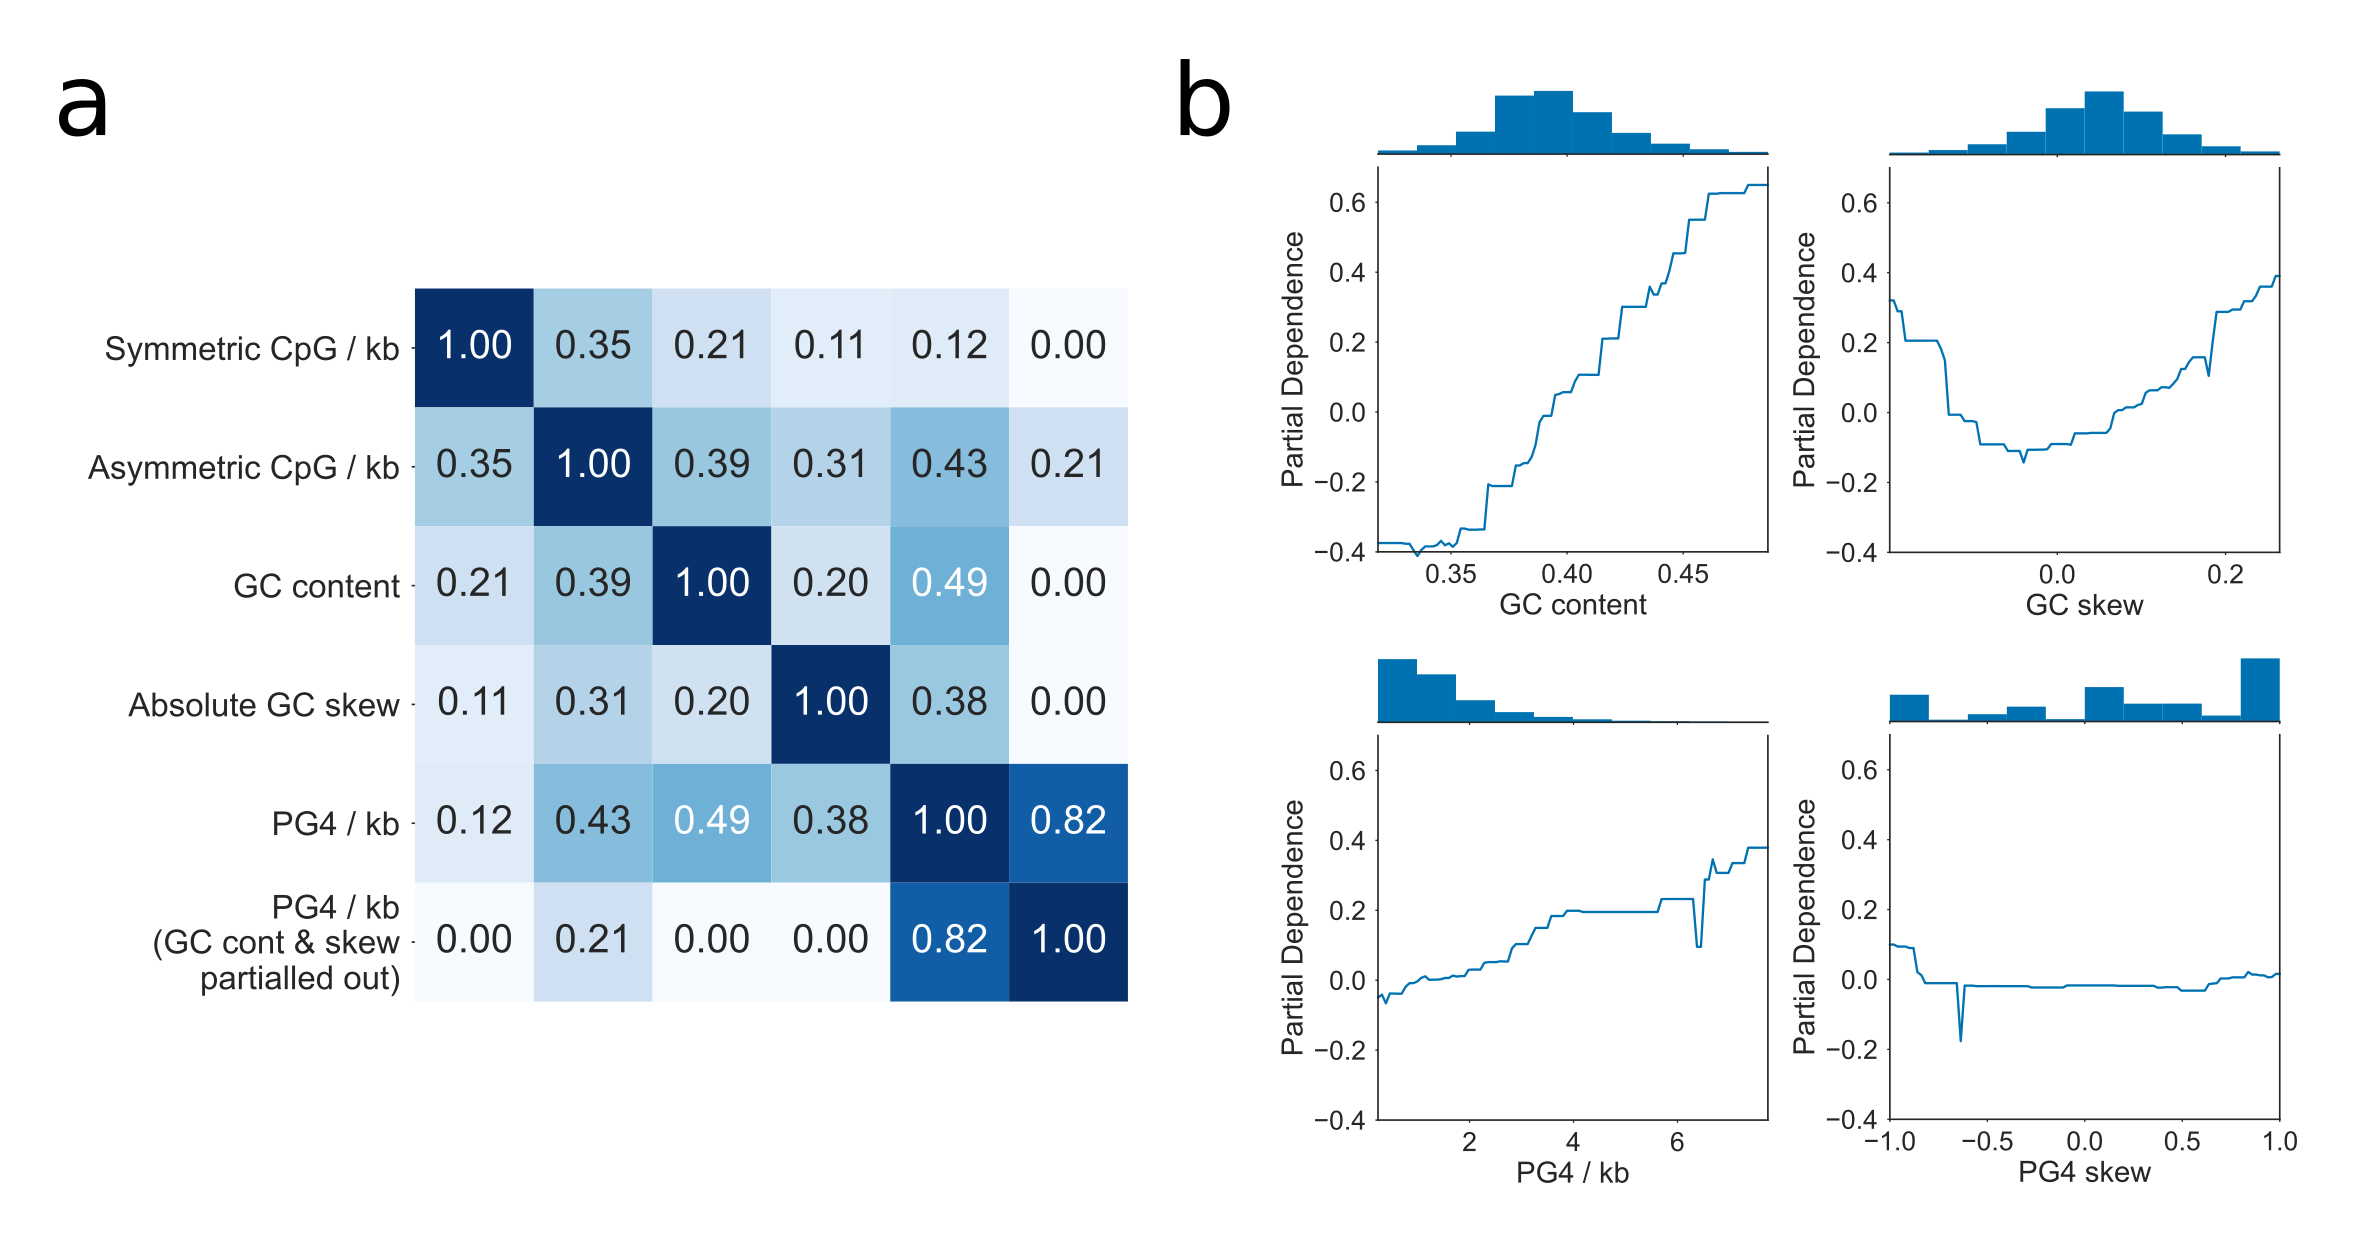 a
Symmetric CpG / kb 1.00 0.35 0.21 0.11 0.12 0.00
Asymmetric CpG / kb 0.35 1.00 0.39 0.31 0.43 0.21
GC content 0.21 0.39 1.00 0.20 0.49 0.00
Absolute GC skew 0.11 0.31 0.20 1.00 0.38 0.00
PG4 / kb 0.12 0.43 0.49 0.38 1.00 0.82
PG4 / kb
(GC cont & skew
partialled out)
0.00 0.21 0.00 0.00 0.82 1.00
b
Partial Dependence
0.6
0.4
0.2
0.0
−0.2
−0.4
0.35 0.40 0.45
GC content
Partial Dependence
0.6
0.4
0.2
0.0
−0.2
−0.4
0.0 0.2
GC skew
Partial Dependence
0.6
0.4
0.2
0.0
−0.2
−0.4
2 4 6
PG4 / kb
Partial Dependence
0.6
0.4
0.2
0.0
−0.2
−0.4
−1.0 −0.5 0.0 0.5 1.0
PG4 skew